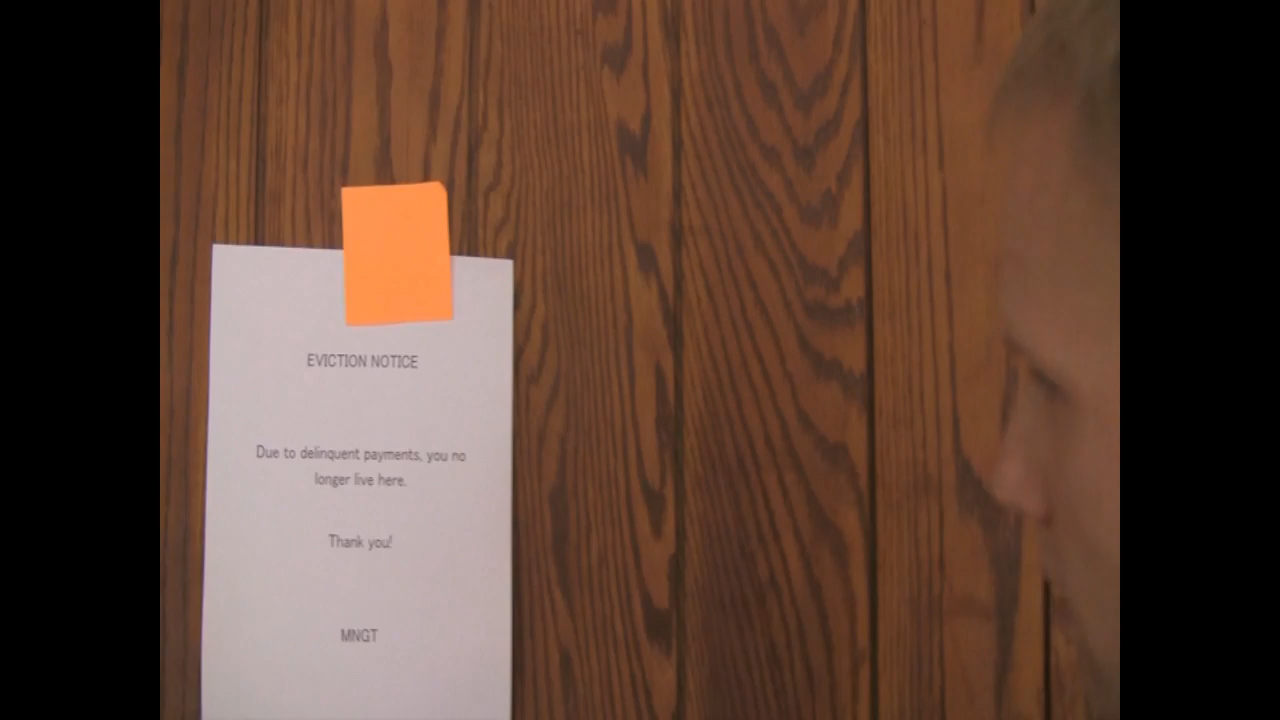 EVICTION NOTICE
Due to delinquent payments, you no
longer live here.
Thank you!
MNGT